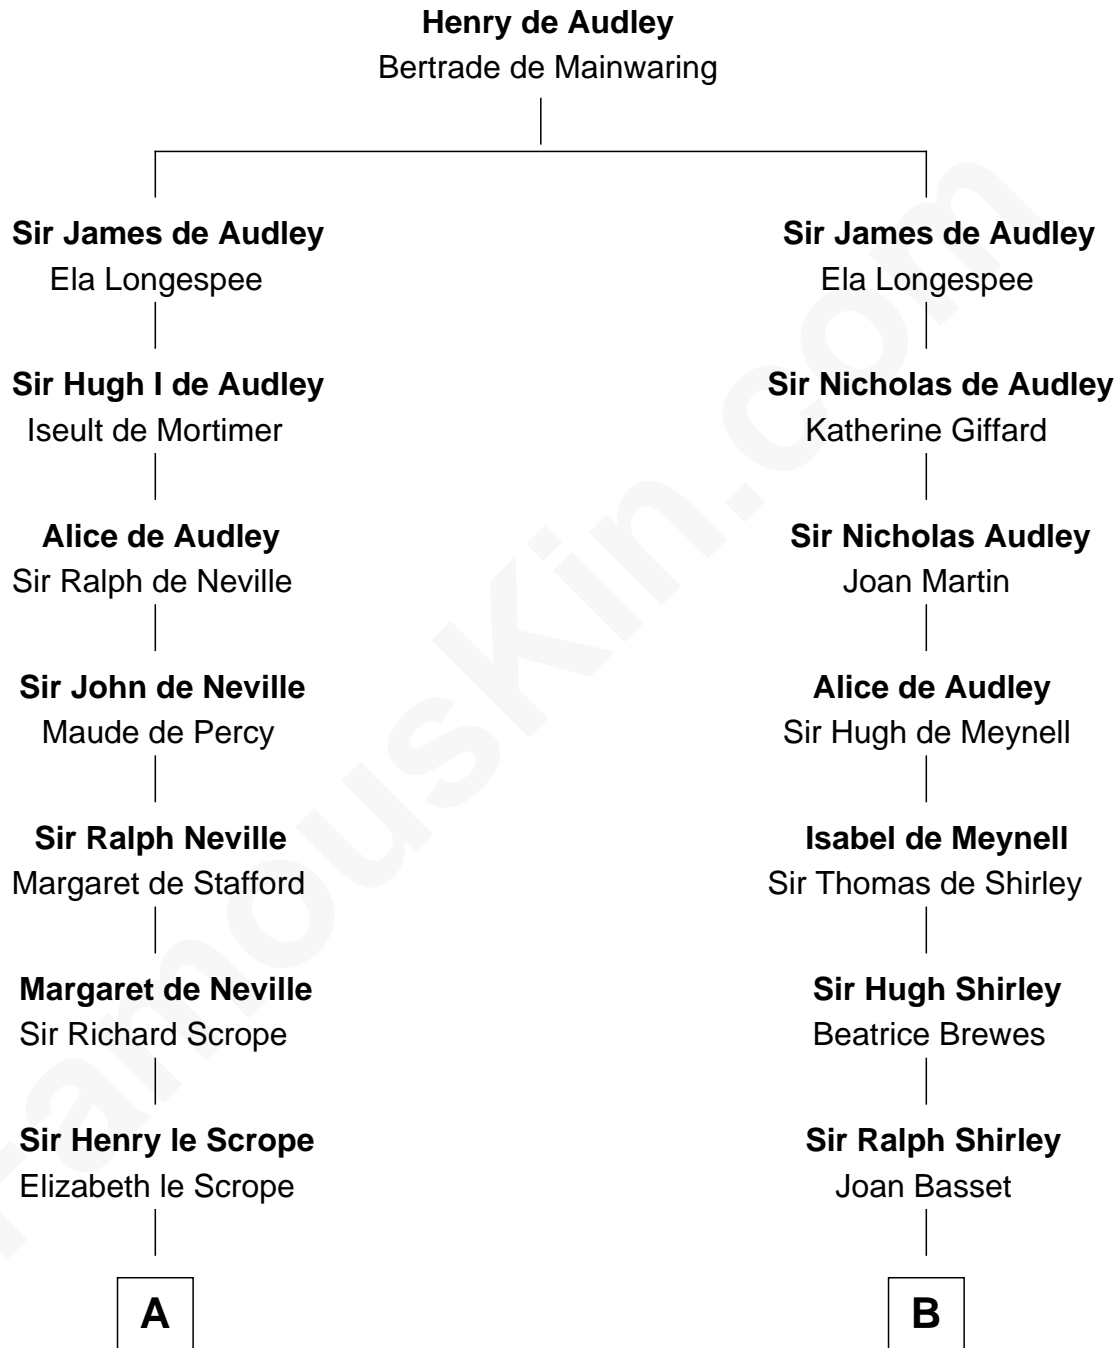 Henry de Audley
Bertrade de Mainwaring
Sir James de Audley
Ela Longespee
Sir James de Audley
Ela Longespee
Sir Hugh I de Audley
Iseult de Mortimer
Sir Nicholas de Audley
Katherine Giffard
Alice de Audley
Sir Ralph de Neville
Sir Nicholas Audley
Joan Martin
Sir John de Neville
Maude de Percy
Alice de Audley
Sir Hugh de Meynell
Sir Ralph Neville
Margaret de Stafford
Isabel de Meynell
Sir Thomas de Shirley
Margaret de Neville
Sir Richard Scrope
Sir Hugh Shirley
Beatrice Brewes
Sir Henry le Scrope
Elizabeth le Scrope
Sir Ralph Shirley
Joan Basset
A
B
FamousKin.com